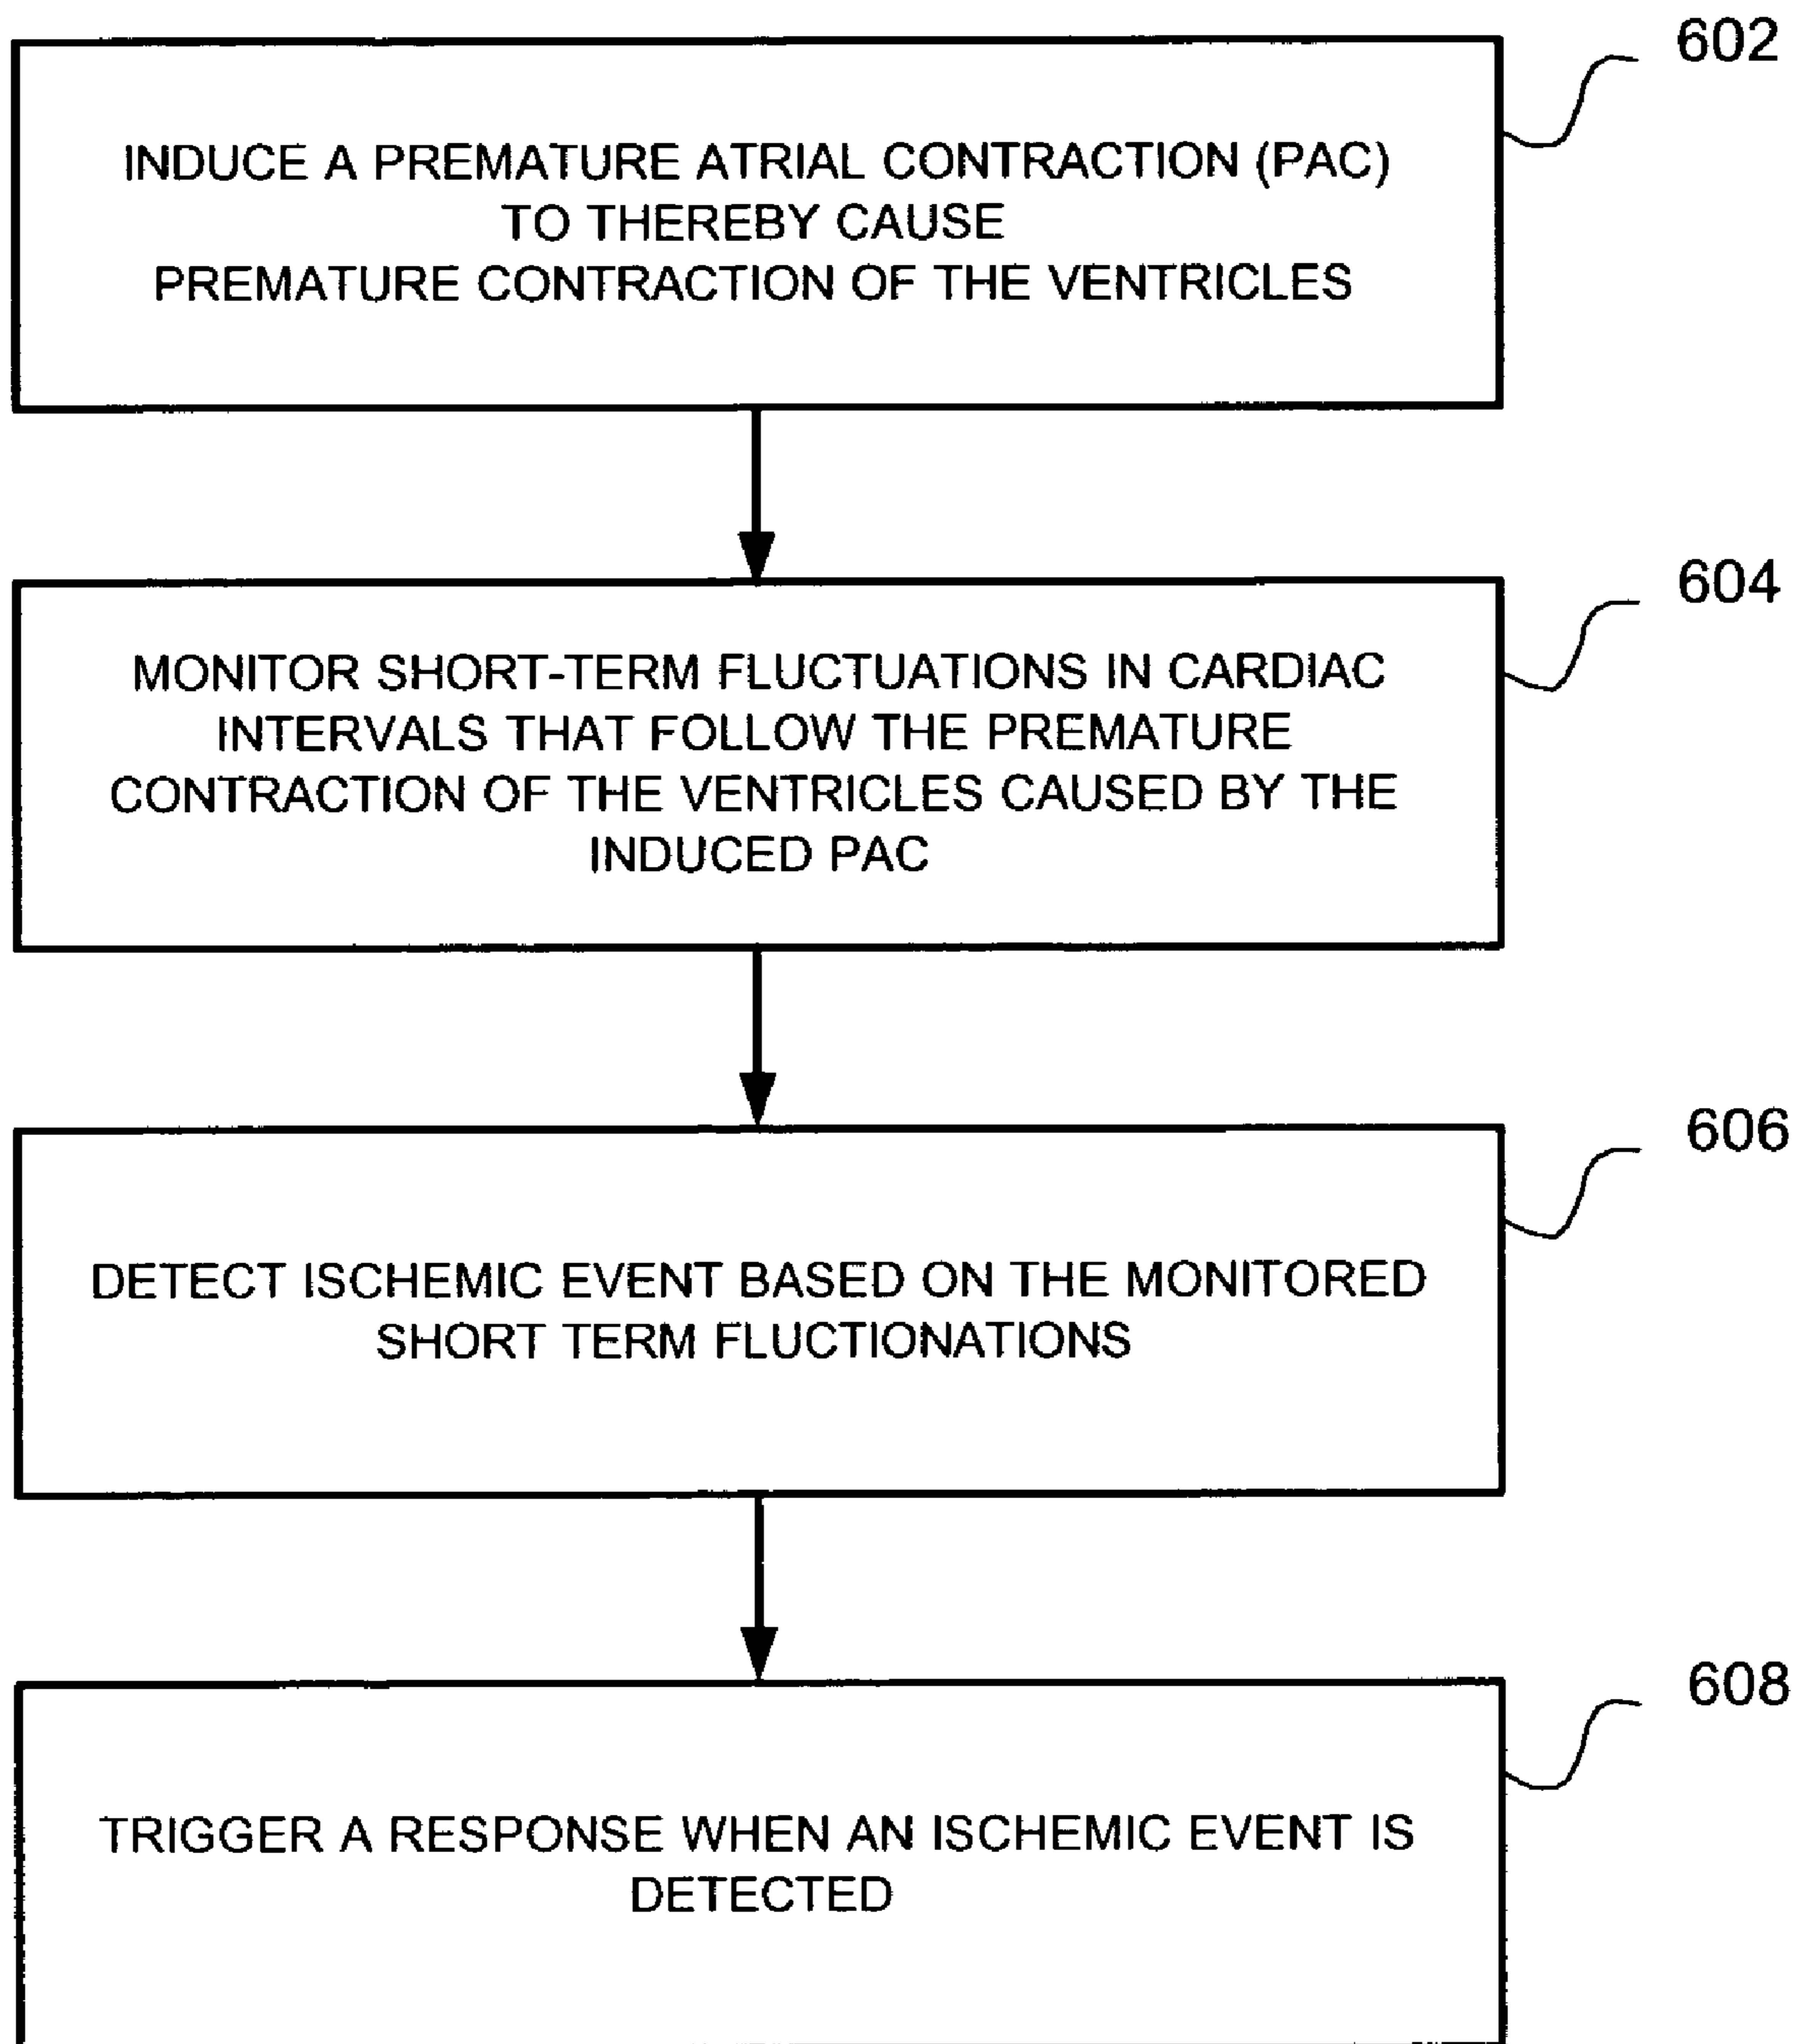 602
INDUCE A PREMATURE ATRIAL CONTRACTION (PAC)
TO THEREBY CAUSE
PREMATURE CONTRACTION OF THE VENTRICLES
604
MONITOR SHORT-TERM FLUCTUATIONS IN CARDIAC
INTERVALS THAT FOLLOW THE PREMATURE
CONTRACTION OF THE VENTRICLES CAUSED BY THE
INDUCED PAC
606
DETECT ISCHEMIC EVENT BASED ON THE MONITORED
SHORT TERM FLUCTIONATIONS
608
TRIGGER A RESPONSE WHEN AN ISCHEMIC EVENT IS
DETECTED